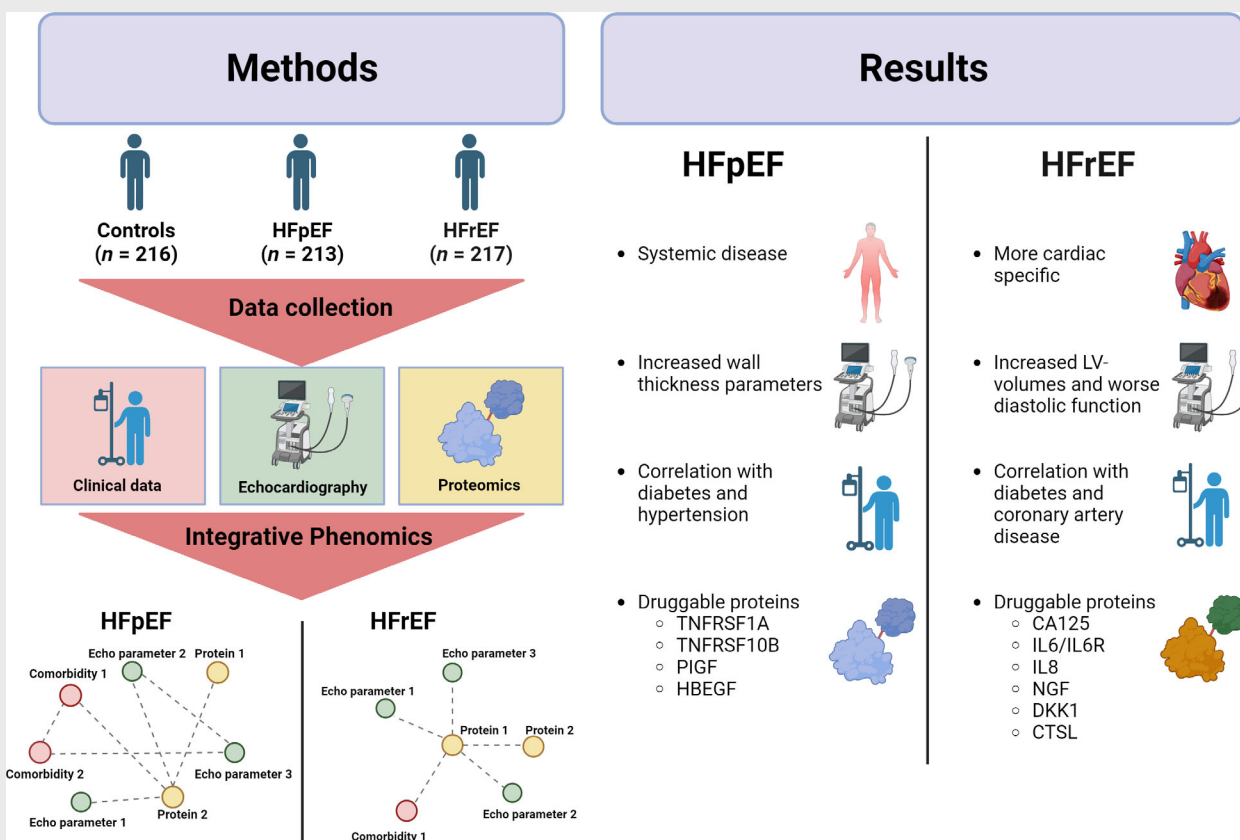 Methods
Controls
(n = 216)
HFpEF
(n = 213)
HFrEF
(n = 217)
Data collection
Clinical data
Echocardiography
Proteomics
Integrative Phenomics
HFpEF
Echo parameter 2
Protein 1
Comorbidity 1
Comorbidity 2
Echo parameter 3
Echo parameter 1
Protein 2
HFrEF
Echo parameter 3
Echo parameter 1
Protein 1
Protein 2
Echo parameter 2
Comorbidity 1
Results
HFpEF
• Systemic disease
• Increased wall
thickness parameters
• Correlation with
diabetes and
hypertension
• Druggable proteins
○ TNFRSF1A
○ TNFRSF10B
○ PIGF
○ HBEGF
HFrEF
• More cardiac
specific
• Increased LV-
volumes and worse
diastolic function
• Correlation with
diabetes and
coronary artery
disease
• Druggable proteins
○ CA125
○ IL6/IL6R
○ IL8
○ NGF
○ DKK1
○ CTSL